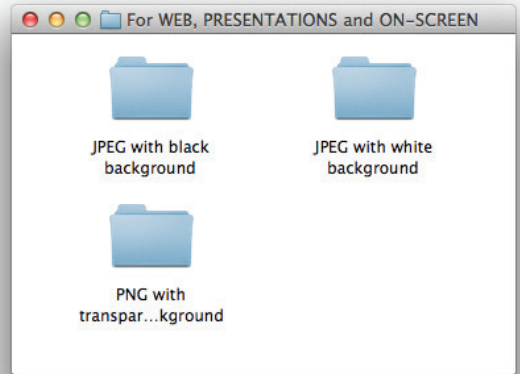 For WEB, PRESENTATIONS and ON-SCREEN
JPEG with black
background
JPEG with white
background
PNG with
transpar...kground